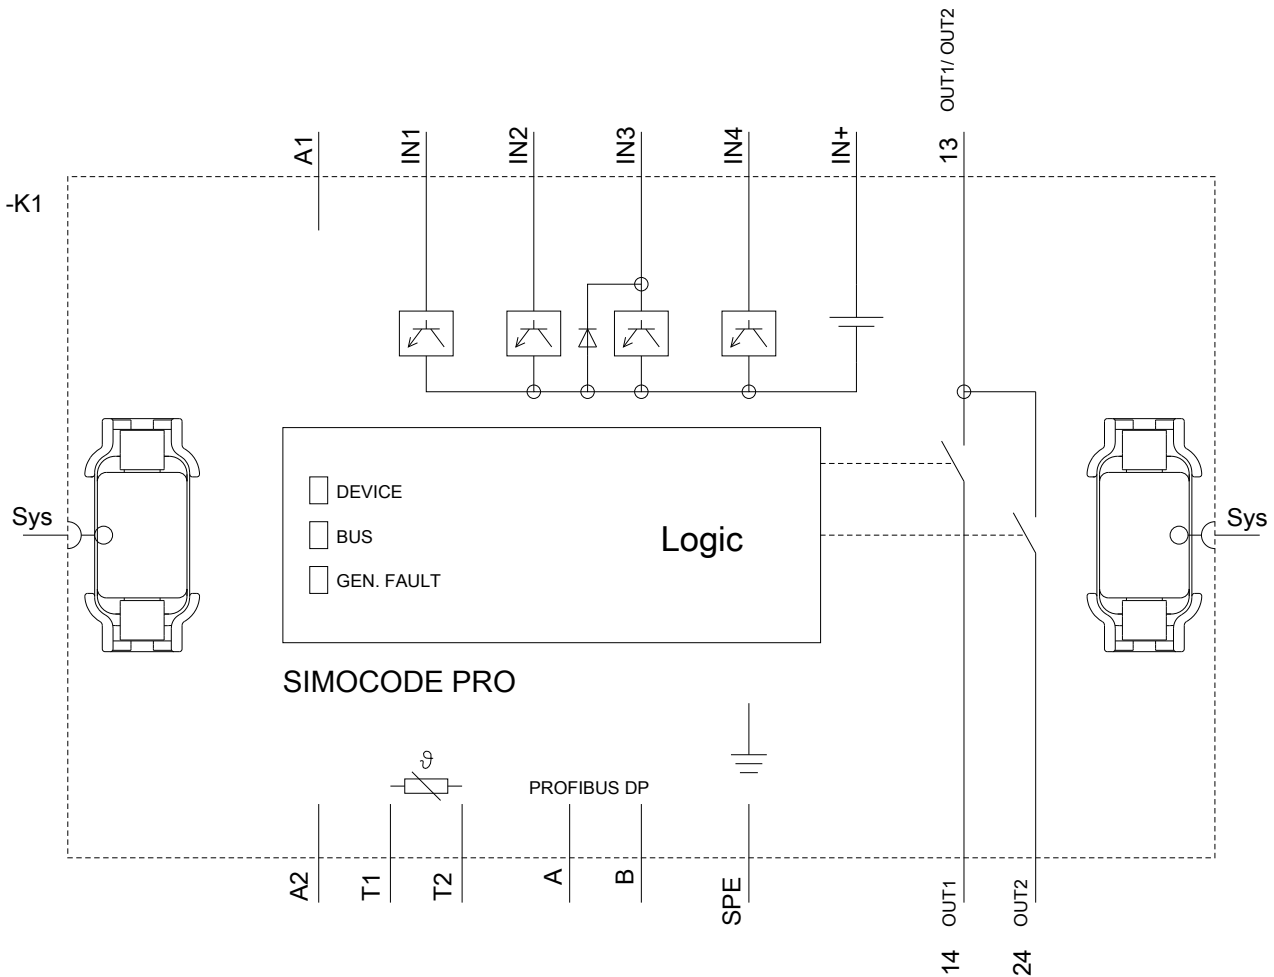 OUT1/ OUT2
A1
IN1
IN2
IN3
IN4
IN+
13
-K1
Sys
Sys
DEVICE
BUS
GEN. FAULT
Logic
SIMOCODE PRO
ϑ
PROFIBUS DP
A2
T1
T2
A
B
SPE
14 OUT1
24 OUT2